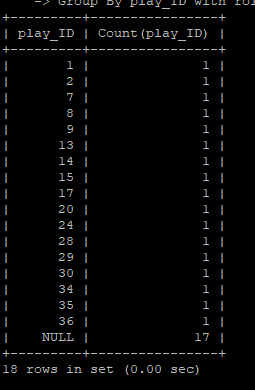 -> Group By play_ID with rol
+---------+----------------+
| play_ID | Count(play_ID) |
+---------+----------------+
|       1 |              1 |
|       2 |              1 |
|       7 |              1 |
|       8 |              1 |
|       9 |              1 |
|      13 |              1 |
|      14 |              1 |
|      15 |              1 |
|      17 |              1 |
|      20 |              1 |
|      24 |              1 |
|      28 |              1 |
|      29 |              1 |
|      30 |              1 |
|      34 |              1 |
|      35 |              1 |
|      36 |              1 |
|    NULL |             17 |
+---------+----------------+
18 rows in set (0.00 sec)